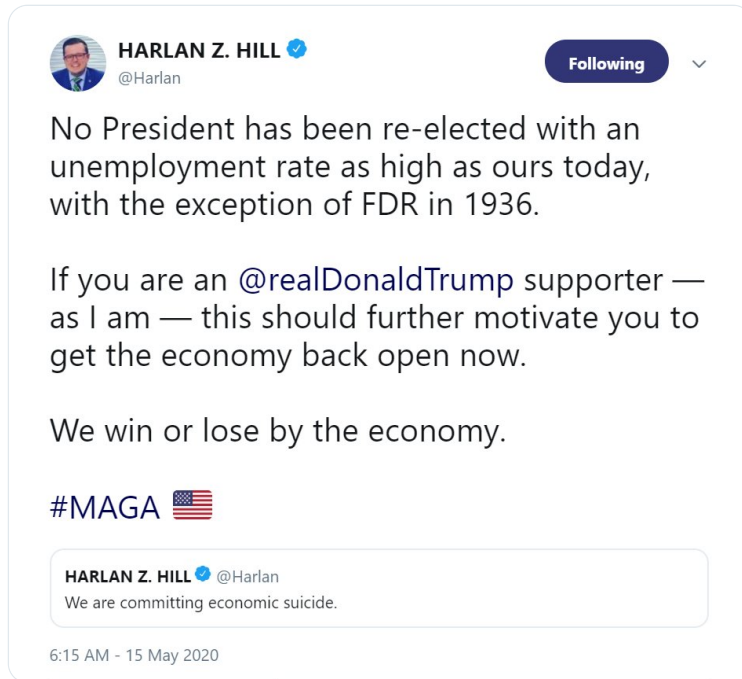 HARLAN Z. HILL
@Harlan
Following
No President has been re-elected with an
unemployment rate as high as ours today,
with the exception of FDR in 1936.
If you are an @realDonaldTrump supporter —
as I am — this should further motivate you to
get the economy back open now.
We win or lose by the economy.
#MAGA 🇺🇸
HARLAN Z. HILL @Harlan
We are committing economic suicide.
6:15 AM - 15 May 2020